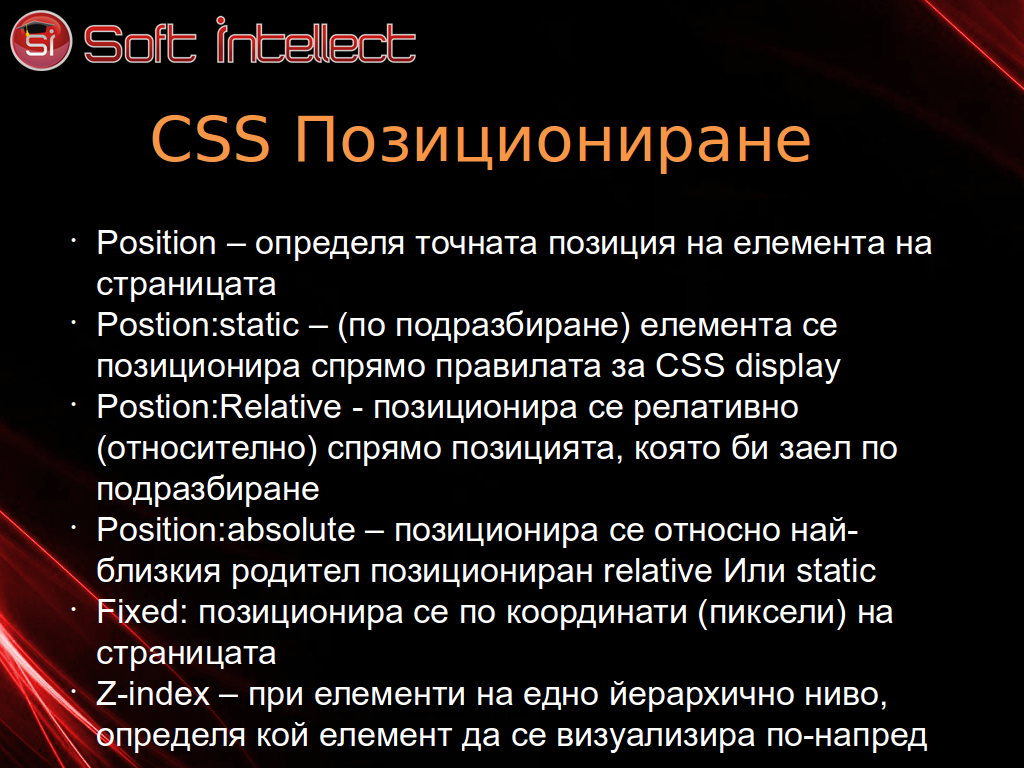 Si Soft Intellect
CSS Позициониране
Position – определя точната позиция на елемента на
страницата
Postion:static – (по подразбиране) елемента се
позиционира спрямо правилата за CSS display
Postion:Relative - позиционира се релативно
(относително) спрямо позицията, която би заел по
подразбиране
Position:absolute – позиционира се относно най-
близкия родител позициониран relative Или static
Fixed: позиционира се по координати (пиксели) на
страницата
Z-index – при елементи на едно йерархично ниво,
определя кой елемент да се визуализира по-напред